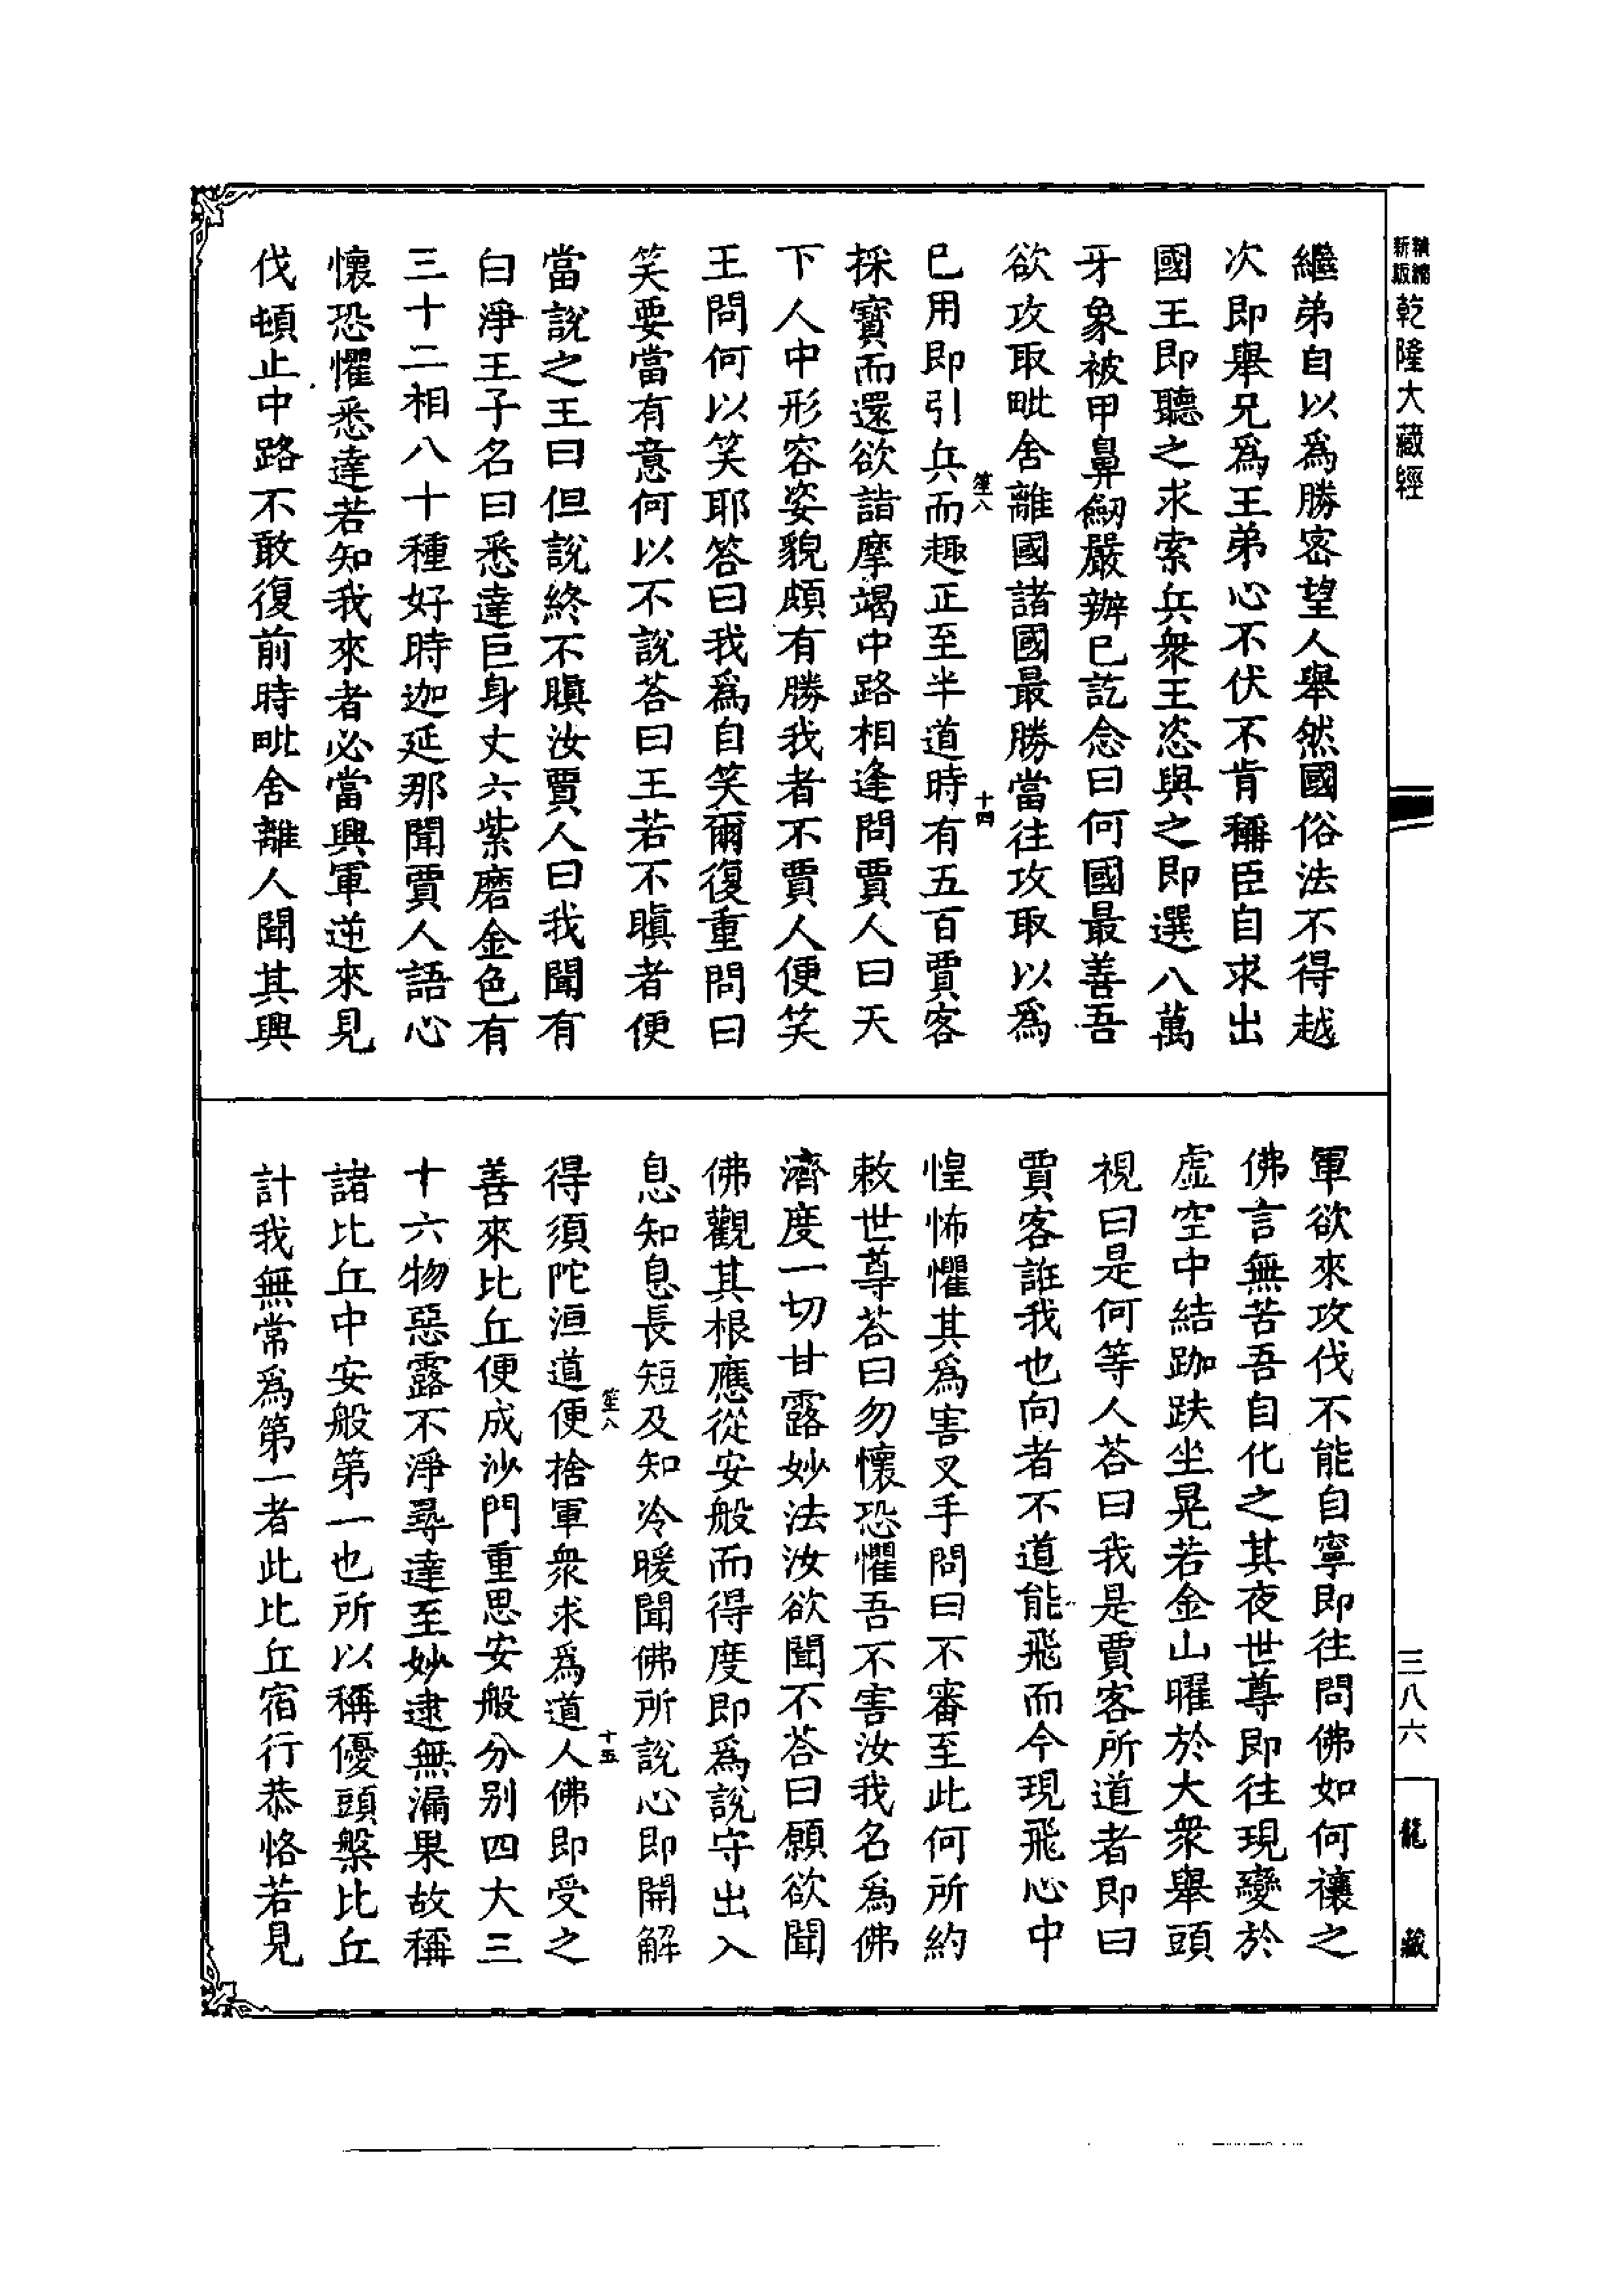 乾隆大藏經
繼弟自以爲勝密望人舉然國俗法不得越
次即舉兄爲王弟心不伏不肯稱臣自求出
國王即聽之求索兵衆王恣與之即選八萬
牙象被甲鼻劒嚴辦已訖念曰何國最善吾
欲攻取毗舍離國諸國最勝當往攻取以爲
笙八
十四
已用即引兵而趣正至半道時有五百賈客
採寶而還欲詣摩竭中路相逢問賈人曰天
下人中形容姿貌頗有勝我者不賈人便笑
王問何以笑耶答曰我爲自笑爾復重問曰
笑要當有意何以不說荅曰王若不瞋者便
當說之王曰但說終不瞋汝賈人曰我聞有
白淨王子名曰悉達巨身丈六紫磨金色有
三十二相八十種好時迦延那聞賈人語心
懷恐懼悉達若知我來者必當興軍逆來見
伐頓止中路不敢復前時毗舍離人聞其興
軍欲來攻伐不能自寧即往問佛如何禳之
佛言無苦吾自化之其夜世尊即往現變於
虛空中結跏趺坐晃若金山曜於大衆舉頭
視曰是何等人荅曰我是賈客所道者即曰
賈客誑我也向者不道能飛而今現飛心中
惶怖懼其爲害叉手問曰不審至此何所約
敕世尊荅曰勿懷恐懼吾不害汝我名爲佛
濟度一切甘露妙法汝欲聞不荅曰願欲聞
佛觀其根應從安般而得度即爲說守出入
息知息長短及知冷暖聞佛所說心即開解
笙八
十五
得須陀洹道便捨軍衆求爲道人佛即受之
善來比丘便成沙門重思安般分別四大三
十六物惡露不淨尋達至妙逮無漏果故稱
諸比丘中安般第一也所以稱優頭槃比丘
計我無常爲第一者此比丘宿行恭恪若見
三八六
龍藏